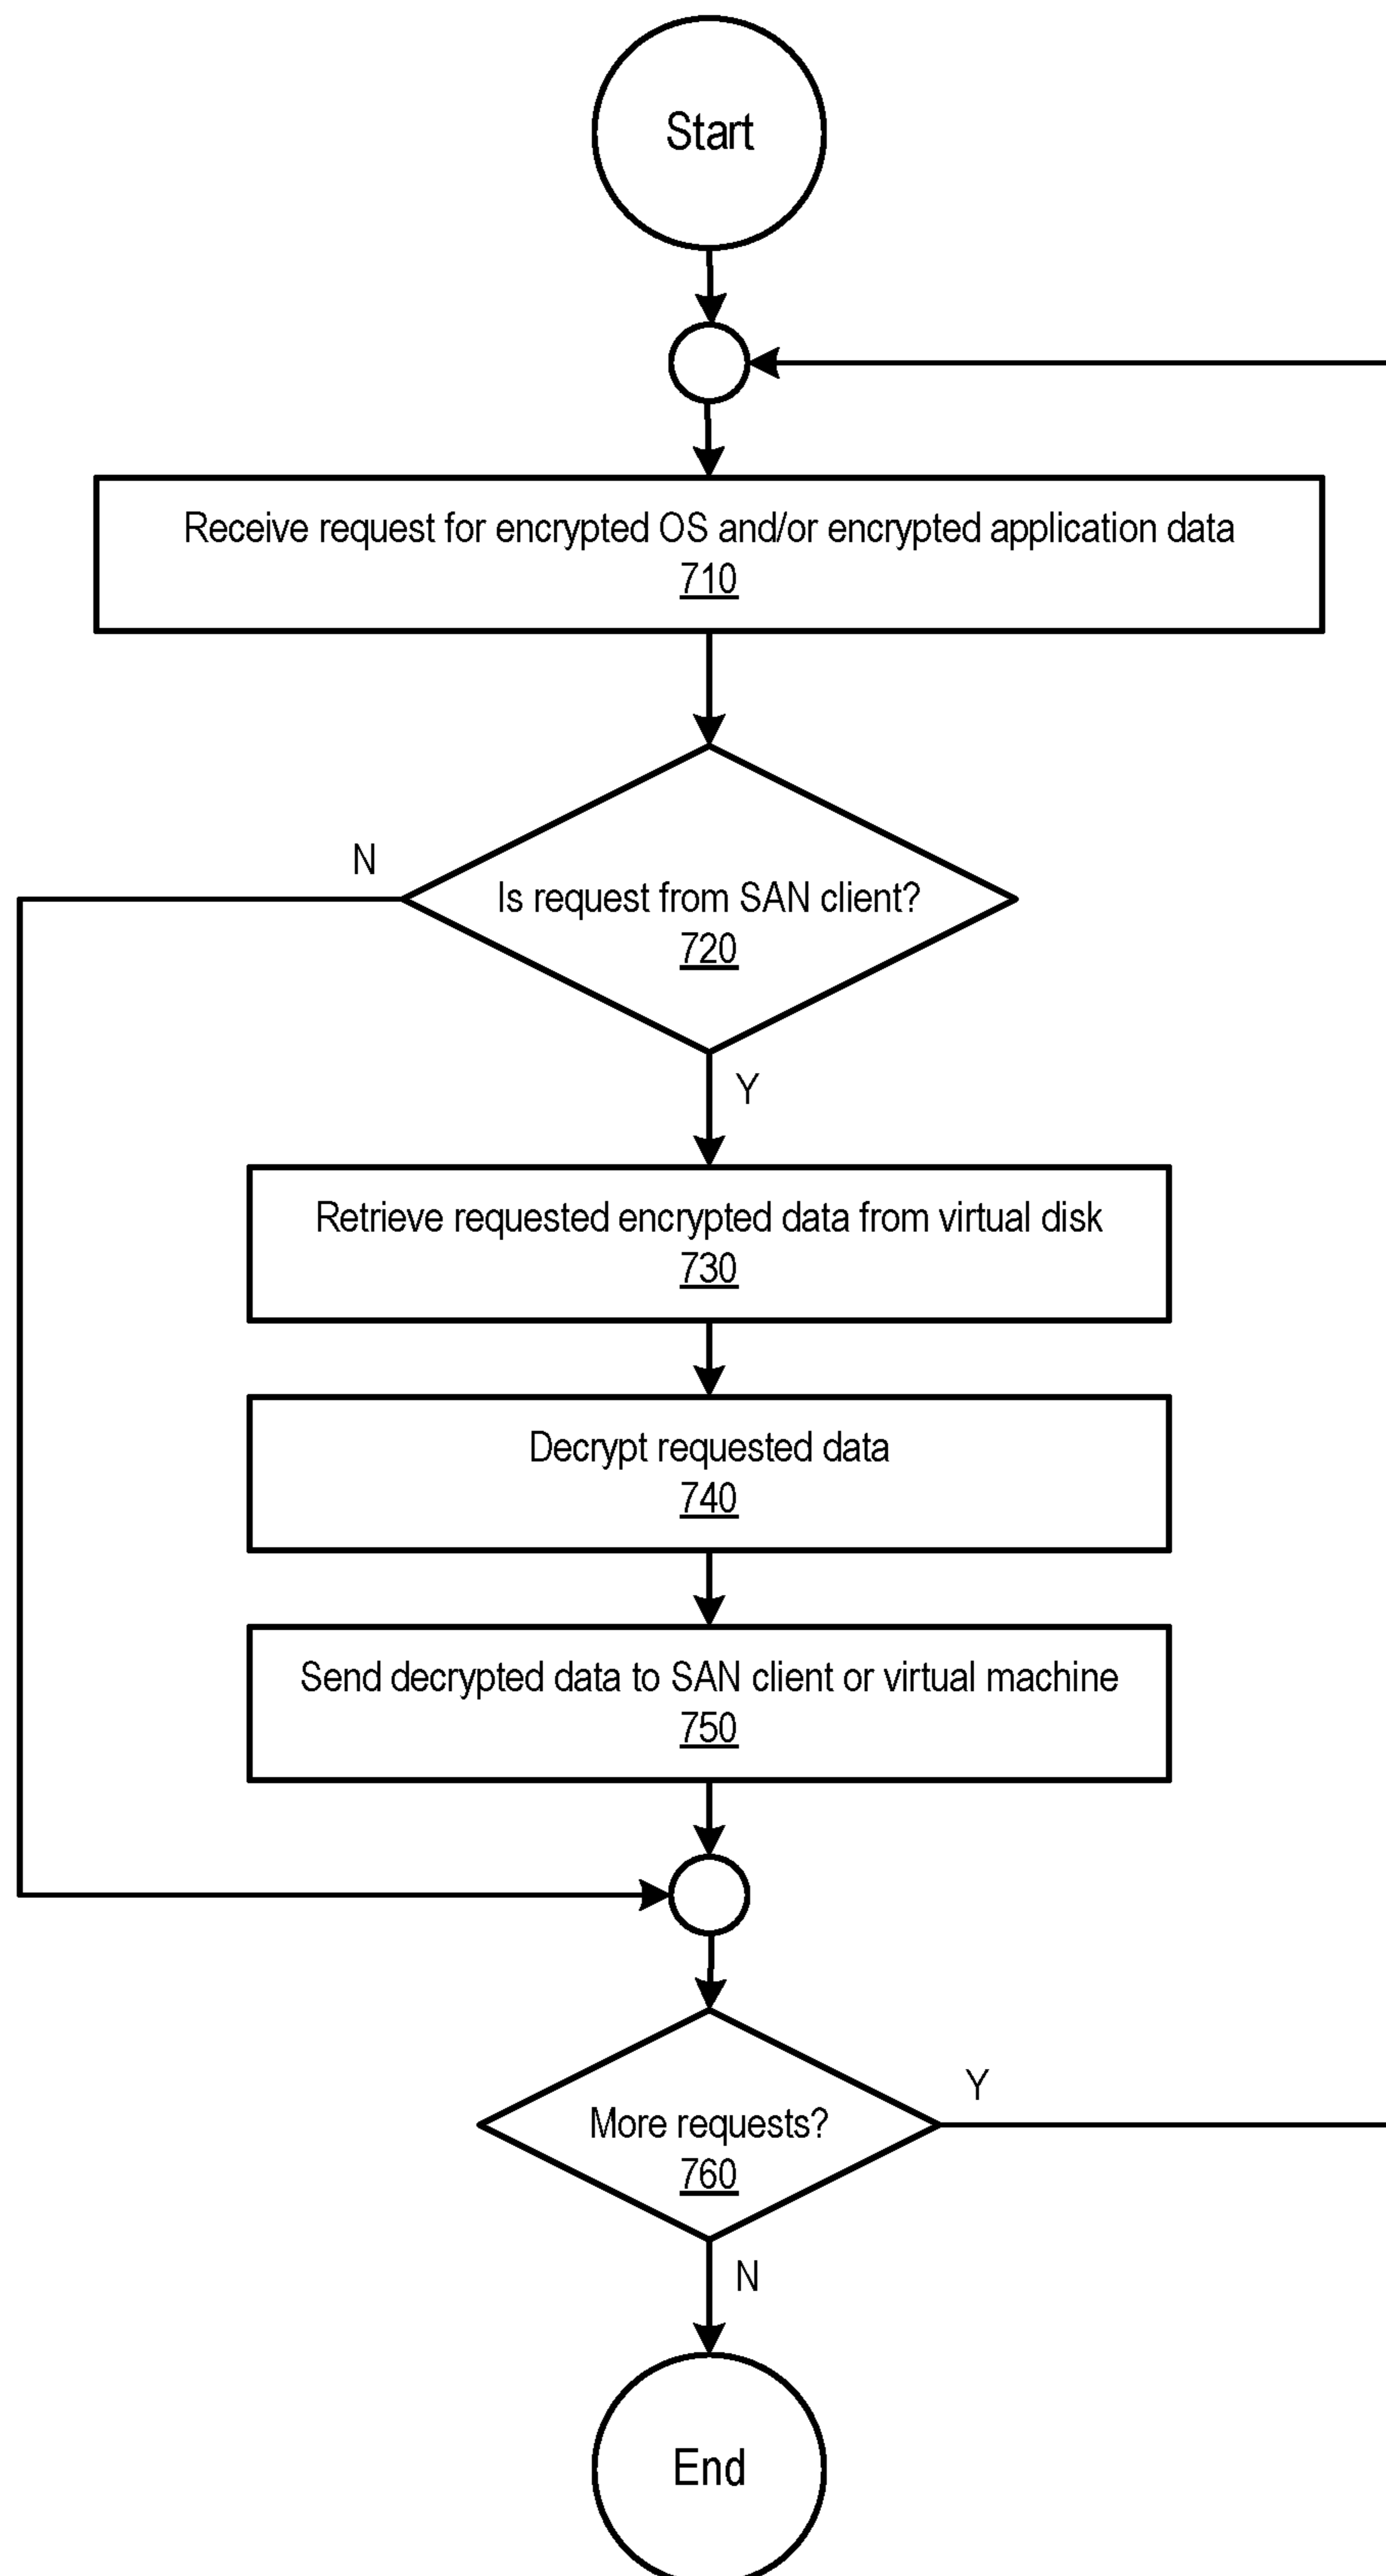 Start
Receive request for encrypted OS and/or encrypted application data
710
N
Is request from SAN client?
720
Y
Retrieve requested encrypted data from virtual disk
730
Decrypt requested data
740
Send decrypted data to SAN client or virtual machine
750
Y
More requests?
760
N
End